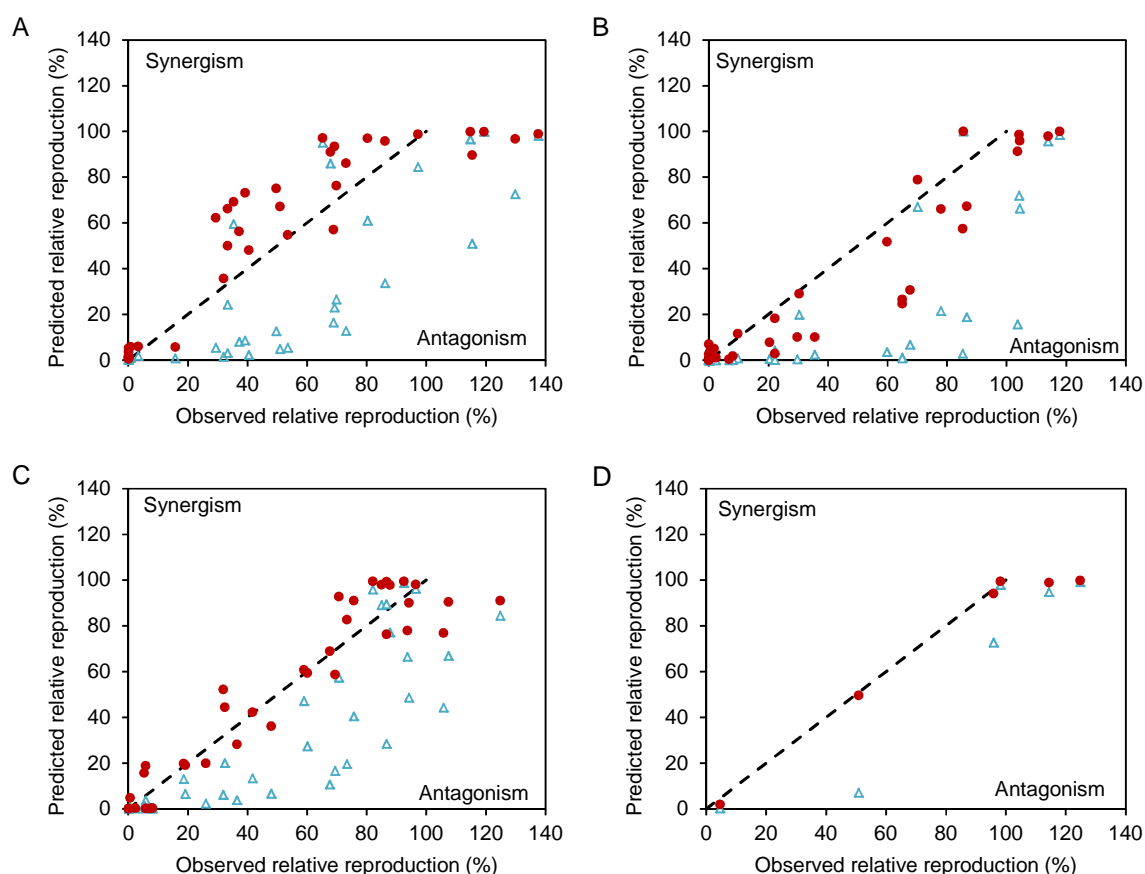 A
Predicted relative reproduction (%)
140
120
100
80
60
40
20
0
Synergism
Antagonism
0 20 40 60 80 100 120 140
Observed relative reproduction (%)
B
Predicted relative reproduction (%)
140
120
100
80
60
40
20
0
Synergism
Antagonism
0 20 40 60 80 100 120 140
Observed relative reproduction (%)
C
Predicted relative reproduction (%)
140
120
100
80
60
40
20
0
Synergism
Antagonism
0 20 40 60 80 100 120 140
Observed relative reproduction (%)
D
Predicted relative reproduction (%)
140
120
100
80
60
40
20
0
Synergism
Antagonism
0 20 40 60 80 100 120 140
Observed relative reproduction (%)